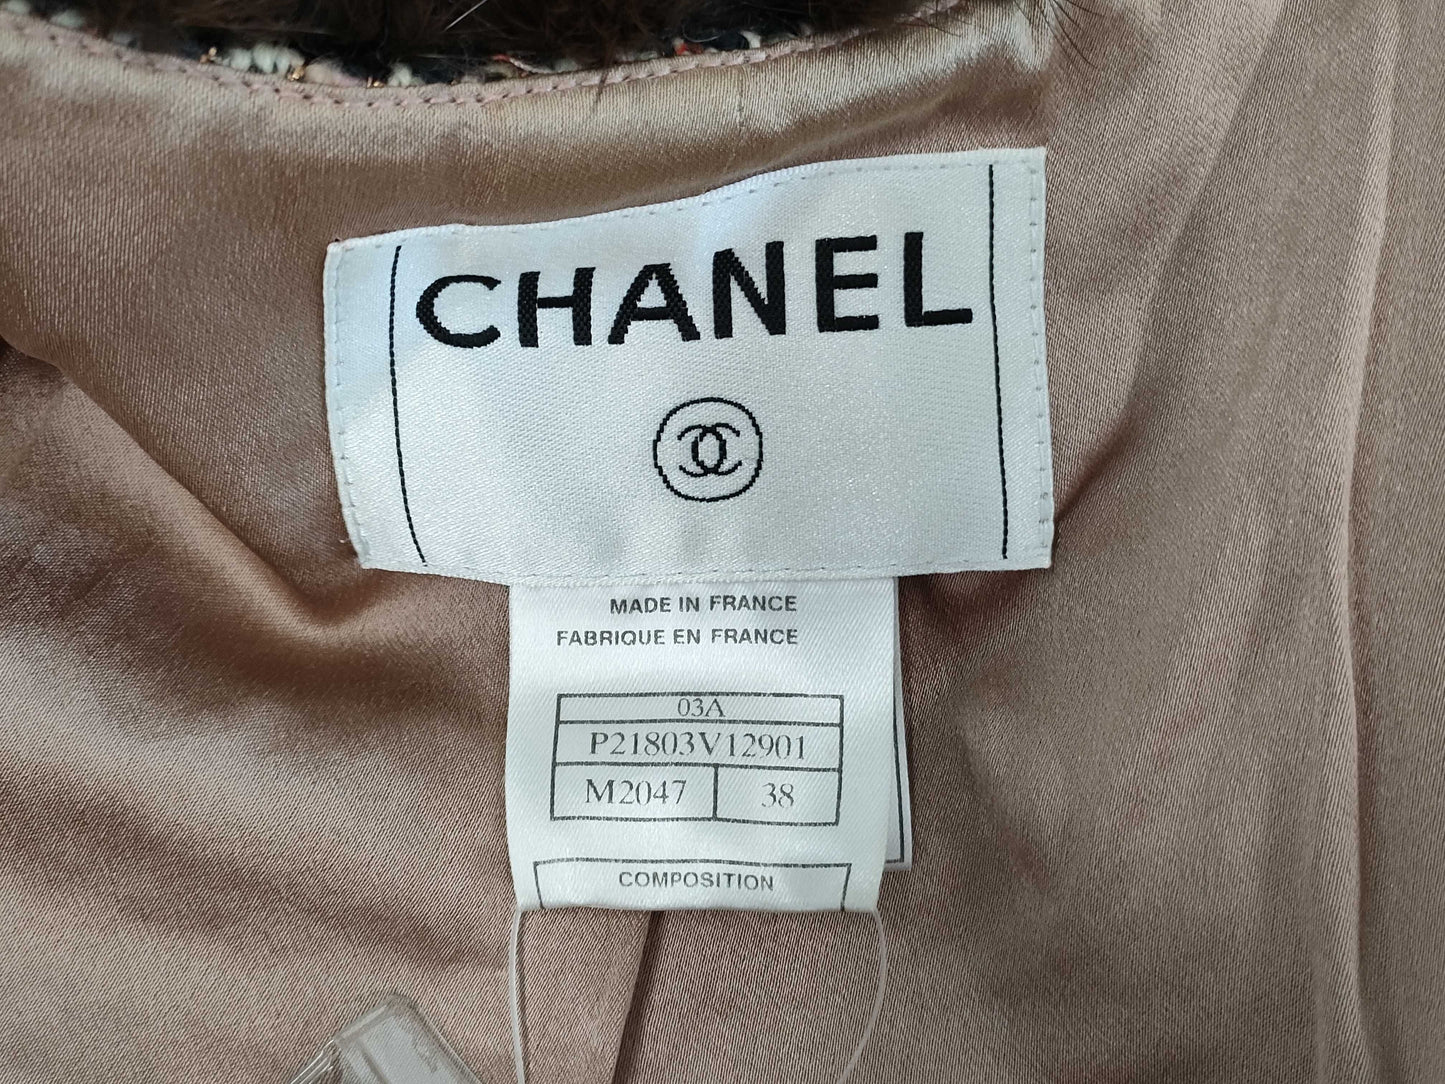 CHANEL
MADE IN FRANCE
FABRIQUE EN FRANCE
03A
P21803V12901
M2047 38
COMPOSITION